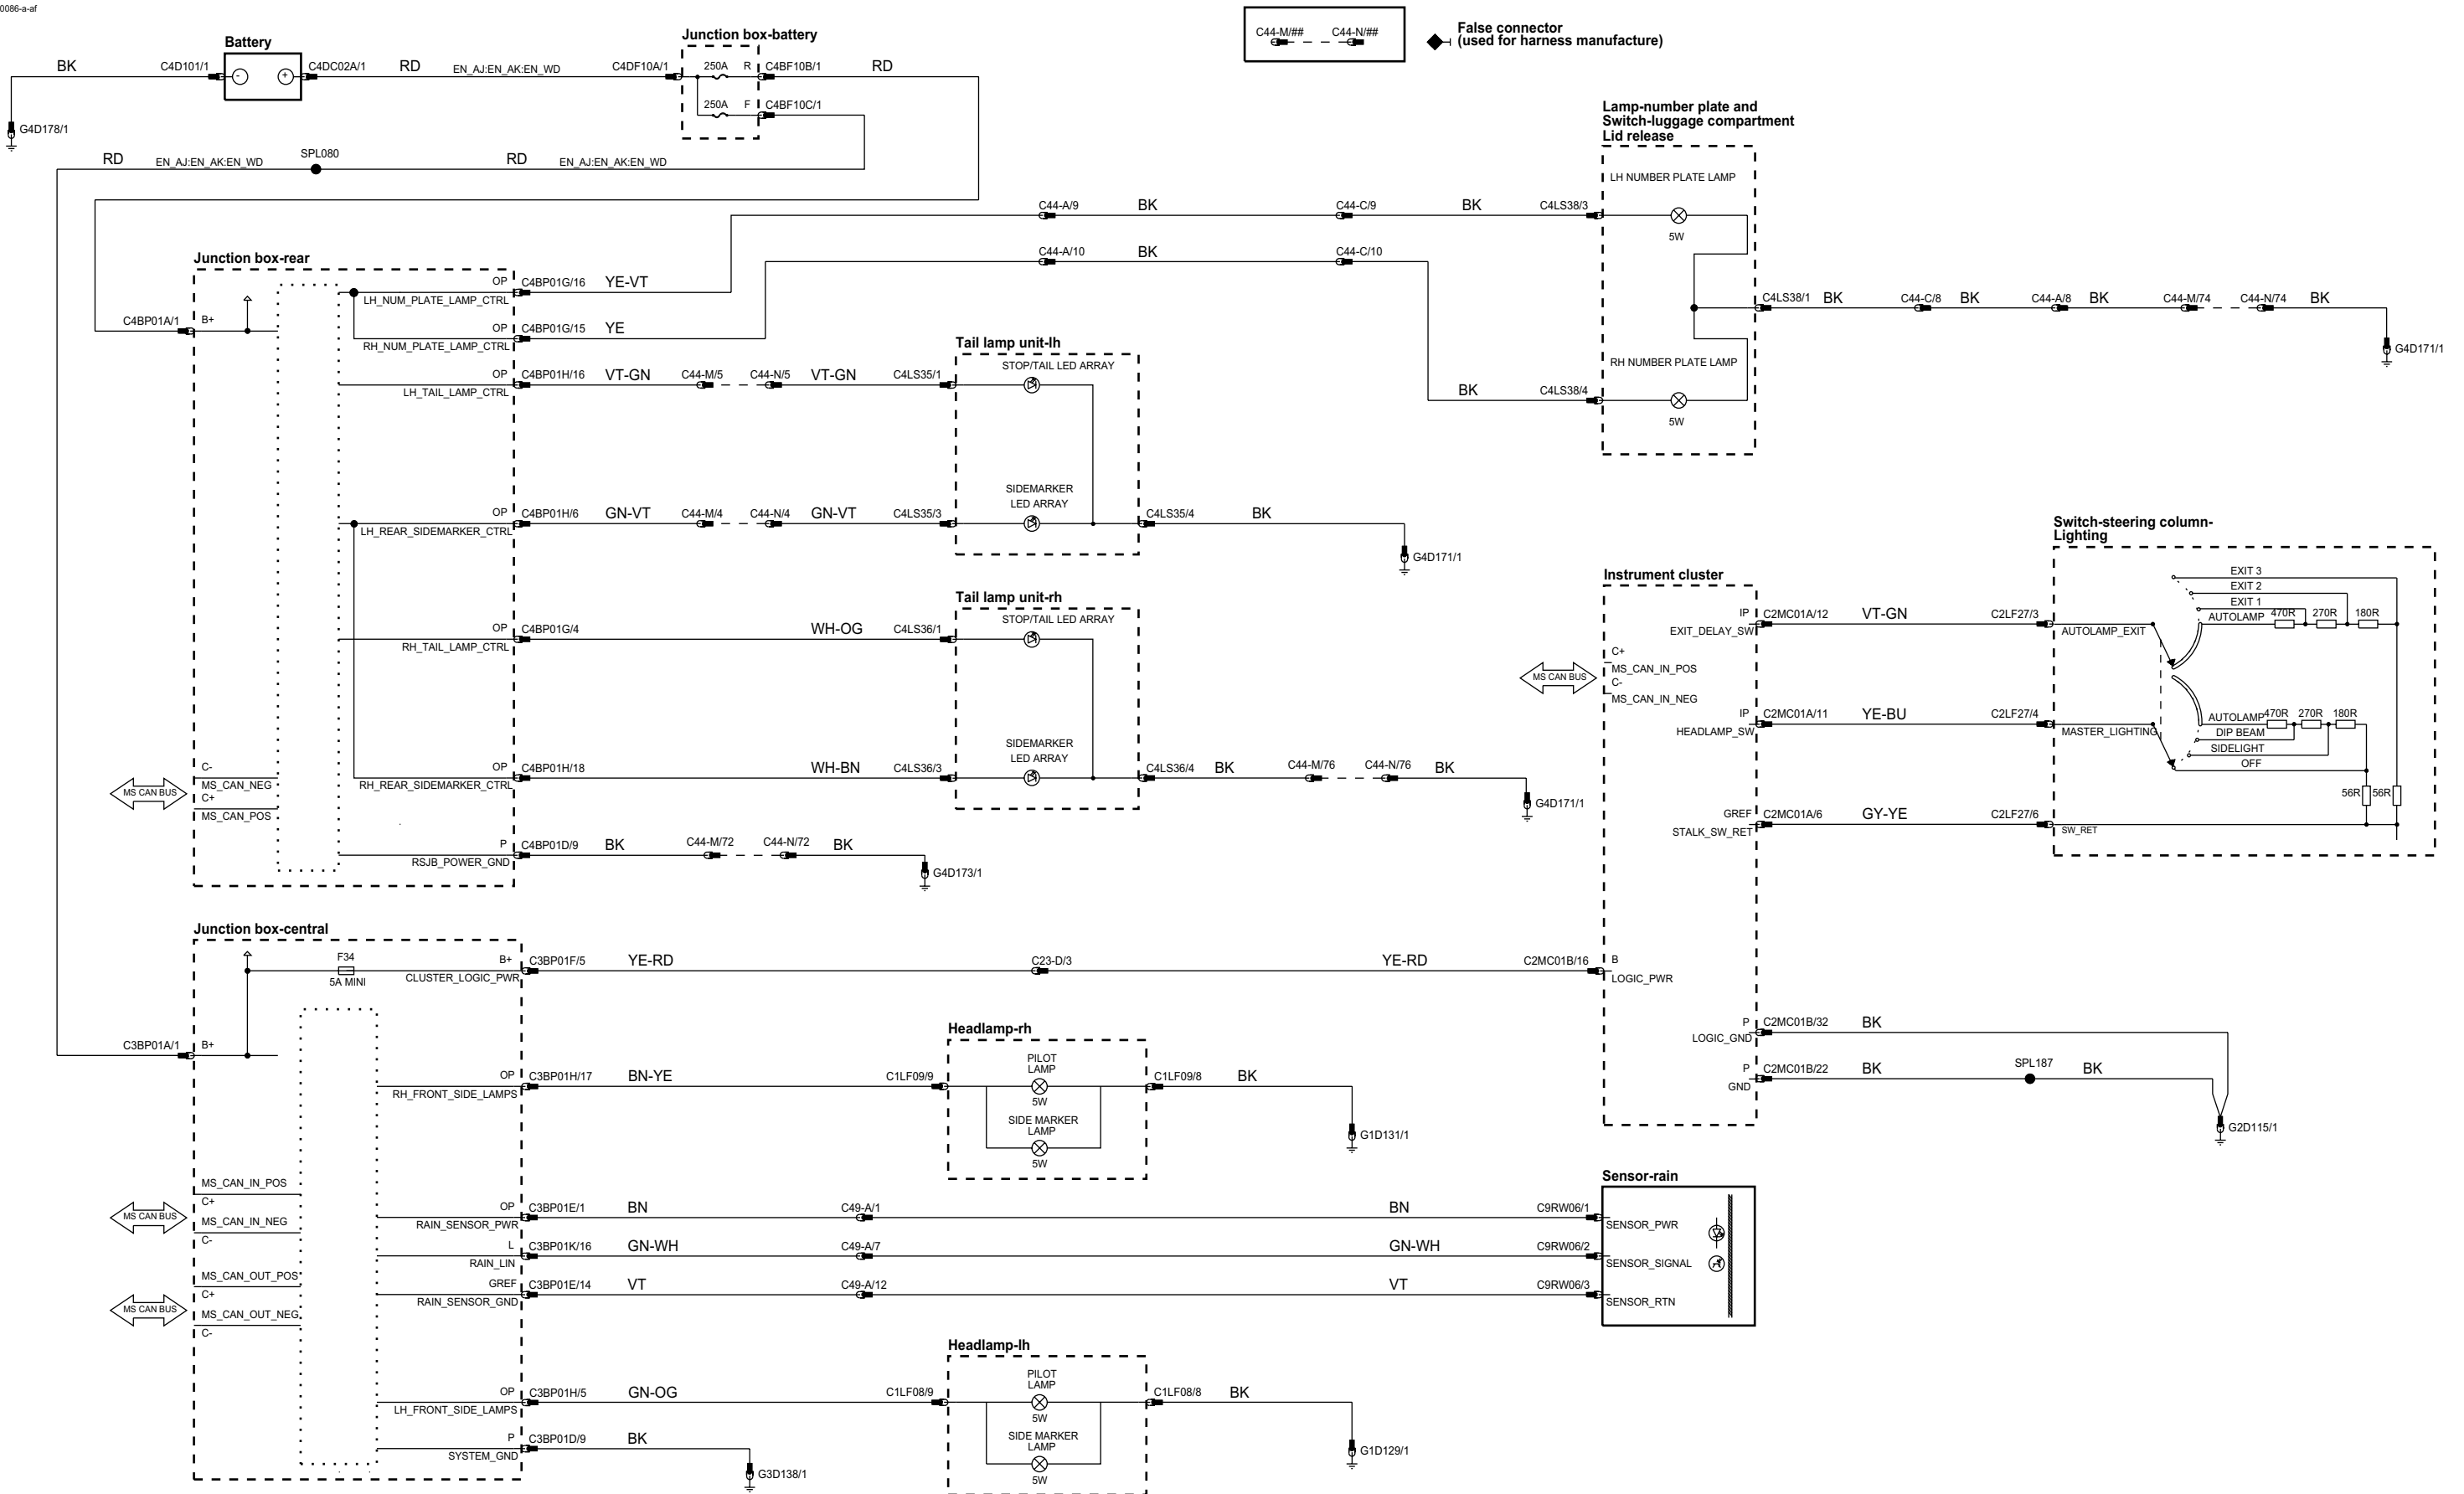 0086-a-af
C44-M/## C44-N/##
False connector
(used for harness manufacture)
Battery
BK
C4D101/1
-
+
C4DC02A/1
RD
EN_AJ:EN_AK:EN_WD
G4D178/1
Junction box-battery
C4DF10A/1
250A R C4BF10B/1
RD
250A F C4BF10C/1
RD
EN_AJ:EN_AK:EN_WD
SPL080
RD
EN_AJ:EN_AK:EN_WD
Lamp-number plate and
Switch-luggage compartment
Lid release
LH NUMBER PLATE LAMP
5W
RH NUMBER PLATE LAMP
5W
C44-A/9 BK C44-C/9 BK C4LS38/3
C44-A/10 BK C44-C/10
BK C4LS38/4
C4LS38/1 BK C44-C/8 BK C44-A/8 BK C44-M/74 C44-N/74 BK
G4D171/1
Junction box-rear
C4BP01A/1 B+
OP C4BP01G/16 YE-VT
LH_NUM_PLATE_LAMP_CTRL
OP C4BP01G/15 YE
RH_NUM_PLATE_LAMP_CTRL
OP C4BP01H/16 VT-GN C44-M/5 C44-N/5 VT-GN C4LS35/1
LH_TAIL_LAMP_CTRL
Tail lamp unit-lh
STOP/TAIL LED ARRAY
SIDEMARKER
LED ARRAY
OP C4BP01H/6 GN-VT C44-M/4 C44-N/4 GN-VT C4LS35/3
LH_REAR_SIDEMARKER_CTRL
C4LS35/4 BK
G4D171/1
Tail lamp unit-rh
STOP/TAIL LED ARRAY
OP C4BP01G/4 WH-OG C4LS36/1
RH_TAIL_LAMP_CTRL
SIDEMARKER
LED ARRAY
OP C4BP01H/18 WH-BN C4LS36/3
RH_REAR_SIDEMARKER_CTRL
C4LS36/4 BK C44-M/76 C44-N/76 BK
G4D171/1
MS CAN BUS
C-
MS_CAN_NEG
C+
MS_CAN_POS
P C4BP01D/9 BK C44-M/72 C44-N/72 BK
RSJB_POWER_GND
G4D173/1
Instrument cluster
MS CAN BUS
C+
MS_CAN_IN_POS
C-
MS_CAN_IN_NEG
IP C2MC01A/12 VT-GN C2LF27/3
EXIT_DELAY_SW
IP C2MC01A/11 YE-BU C2LF27/4
HEADLAMP_SW
GREF C2MC01A/6 GY-YE C2LF27/6
STALK_SW_RET
Switch-steering column-
Lighting
EXIT 3
EXIT 2
EXIT 1
AUTOLAMP 470R 270R 180R
AUTOLAMP_EXIT
AUTOLAMP 470R 270R 180R
MASTER_LIGHTING
DIP BEAM
SIDELIGHT
OFF
56R 56R
SW_RET
Junction box-central
F34
5A MINI
B+ C3BP01F/5 YE-RD C23-D/3 YE-RD C2MC01B/16 B
CLUSTER_LOGIC_PWR
LOGIC_PWR
C3BP01A/1 B+
P C2MC01B/32 BK
LOGIC_GND
P C2MC01B/22 BK SPL187 BK
GND
G2D115/1
Headlamp-rh
PILOT
LAMP
5W
SIDE MARKER
LAMP
5W
OP C3BP01H/17 BN-YE C1LF09/9
RH_FRONT_SIDE_LAMPS
C1LF09/8 BK
G1D131/1
MS CAN BUS
MS_CAN_IN_POS
C+
MS_CAN_IN_NEG
C-
MS CAN BUS
MS_CAN_OUT_POS
C+
MS_CAN_OUT_NEG
C-
OP C3BP01E/1 BN C49-A/1 BN C9RW06/1
RAIN_SENSOR_PWR
L C3BP01K/16 GN-WH C49-A/7 GN-WH C9RW06/2
RAIN_LIN
GREF C3BP01E/14 VT C49-A/12 VT C9RW06/3
RAIN_SENSOR_GND
Sensor-rain
SENSOR_PWR
SENSOR_SIGNAL
SENSOR_RTN
Headlamp-lh
PILOT
LAMP
5W
SIDE MARKER
LAMP
5W
OP C3BP01H/5 GN-OG C1LF08/9
LH_FRONT_SIDE_LAMPS
C1LF08/8 BK
G1D129/1
P C3BP01D/9 BK
SYSTEM_GND
G3D138/1